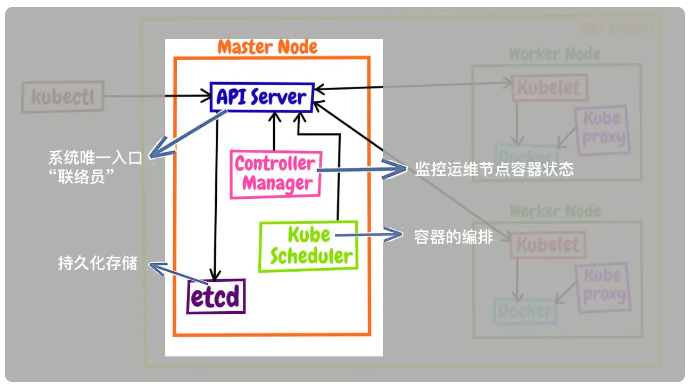 K8S cluster
Master Node
Worker Node
kubectl
API Server
Kubelet
Kube
proxy
Docker
系统唯一入口
“联络员”
Controller
Manager
监控运维节点容器状态
Worker Node
Kube
Scheduler
容器的编排
Kubelet
持久化存储
Kube
proxy
etcd
Docker